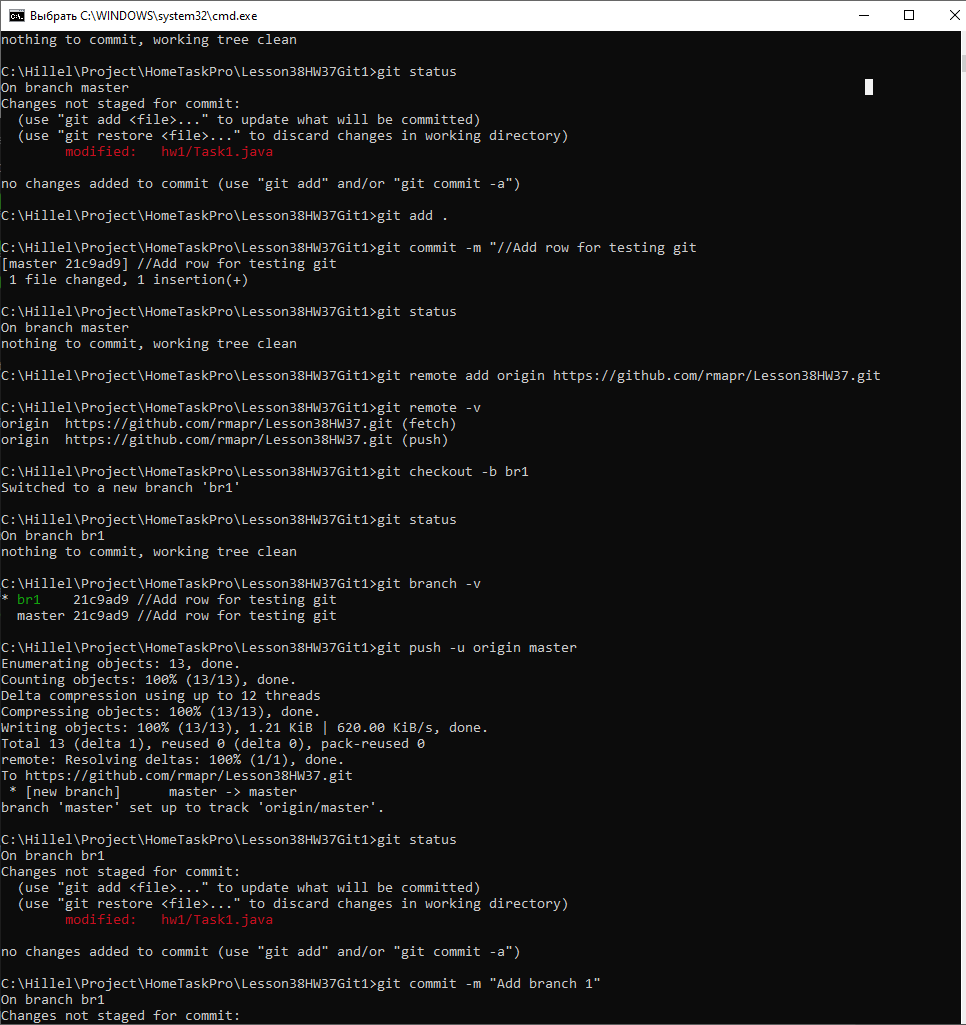 Выбрать C:\WINDOWS\system32\cmd.exe
nothing to commit, working tree clean
C:\Hillel\Project\HomeTaskPro\Lesson38HW37Git1>git status
On branch master
Changes not staged for commit:
  (use "git add <file>..." to update what will be committed)
  (use "git restore <file>..." to discard changes in working directory)
        modified:   hw1/Task1.java
no changes added to commit (use "git add" and/or "git commit -a")
C:\Hillel\Project\HomeTaskPro\Lesson38HW37Git1>git add .
C:\Hillel\Project\HomeTaskPro\Lesson38HW37Git1>git commit -m "//Add row for testing git
[master 21c9ad9] //Add row for testing git
 1 file changed, 1 insertion(+)
C:\Hillel\Project\HomeTaskPro\Lesson38HW37Git1>git status
On branch master
nothing to commit, working tree clean
C:\Hillel\Project\HomeTaskPro\Lesson38HW37Git1>git remote add origin https://github.com/rmapr/Lesson38HW37.git
C:\Hillel\Project\HomeTaskPro\Lesson38HW37Git1>git remote -v
origin  https://github.com/rmapr/Lesson38HW37.git (fetch)
origin  https://github.com/rmapr/Lesson38HW37.git (push)
C:\Hillel\Project\HomeTaskPro\Lesson38HW37Git1>git checkout -b br1
Switched to a new branch 'br1'
C:\Hillel\Project\HomeTaskPro\Lesson38HW37Git1>git status
On branch br1
nothing to commit, working tree clean
C:\Hillel\Project\HomeTaskPro\Lesson38HW37Git1>git branch -v
* br1    21c9ad9 //Add row for testing git
  master 21c9ad9 //Add row for testing git
C:\Hillel\Project\HomeTaskPro\Lesson38HW37Git1>git push -u origin master
Enumerating objects: 13, done.
Counting objects: 100% (13/13), done.
Delta compression using up to 12 threads
Compressing objects: 100% (13/13), done.
Writing objects: 100% (13/13), 1.21 KiB | 620.00 KiB/s, done.
Total 13 (delta 1), reused 0 (delta 0), pack-reused 0
remote: Resolving deltas: 100% (1/1), done.
To https://github.com/rmapr/Lesson38HW37.git
 * [new branch]      master -> master
branch 'master' set up to track 'origin/master'.
C:\Hillel\Project\HomeTaskPro\Lesson38HW37Git1>git status
On branch br1
Changes not staged for commit:
  (use "git add <file>..." to update what will be committed)
  (use "git restore <file>..." to discard changes in working directory)
        modified:   hw1/Task1.java
no changes added to commit (use "git add" and/or "git commit -a")
C:\Hillel\Project\HomeTaskPro\Lesson38HW37Git1>git commit -m "Add branch 1"
On branch br1
Changes not staged for commit: